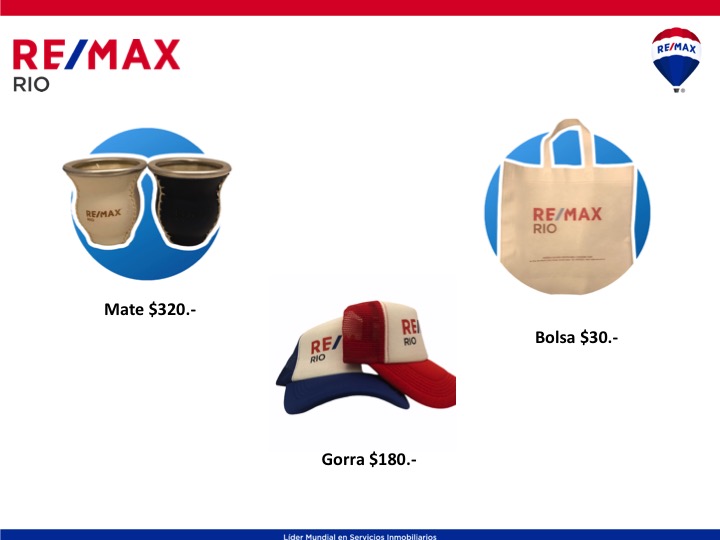 RE/MAX
RIO
RE/MAX
RE/MAX
RIO
RE/MAX
RIO
Mate $320.-
Bolsa $30.-
RE/
RIO
RE/
RIO
Gorra $180.-
Líder Mundial en Servicios Inmobiliarios